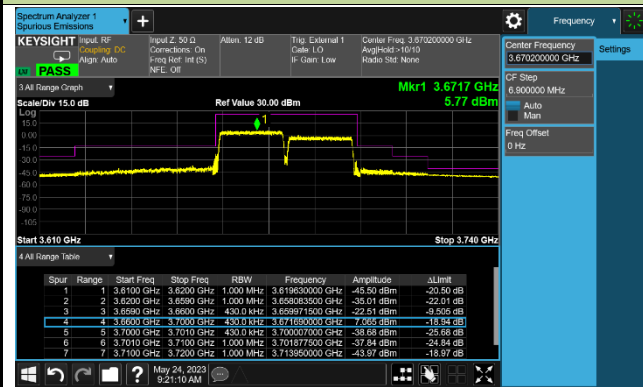 Spectrum Analyzer 1
Spurious Emissions
Frequency
KEYSIGHT Input: RF
Coupling: DC
Align: Auto
Input Z: 50 Ω
Corrections: On
Freq Ref: Int (S)
NFE: Off
Atten: 12 dB
Trig: External 1
Gate: LO
IF Gain: Low
Center Freq: 3.670200000 GHz
Avg|Hold:>10/10
Radio Std: None
PASS
Center Frequency
3.670200000 GHz
Settings
CF Step
6.900000 MHz
Auto
Man
Freq Offset
0 Hz
3 All Range Graph
Mkr1 3.6717 GHz
5.77 dBm
Scale/Div 15.0 dB
Ref Value 30.00 dBm
Log
15.0
0.00
-15.0
-30.0
-45.0
-60.0
-75.0
-90.0
-105
1
Start 3.610 GHz
Stop 3.740 GHz
4 All Range Table
Spur Range Start Freq Stop Freq RBW Frequency Amplitude ΔLimit
1 1 3.6100 GHz 3.6200 GHz 1.000 MHz 3.619630000 GHz -45.50 dBm -20.50 dB
2 2 3.6200 GHz 3.6590 GHz 1.000 MHz 3.658083500 GHz -35.01 dBm -22.01 dB
3 3 3.6590 GHz 3.6600 GHz 430.0 kHz 3.659971500 GHz -22.51 dBm -9.506 dB
4 4 3.6600 GHz 3.7000 GHz 430.0 kHz 3.671690000 GHz 7.065 dBm -18.94 dB
5 5 3.7000 GHz 3.7010 GHz 430.0 kHz 3.700007000 GHz -38.68 dBm -25.68 dB
6 6 3.7010 GHz 3.7100 GHz 1.000 MHz 3.701877500 GHz -37.84 dBm -24.84 dB
7 7 3.7100 GHz 3.7200 GHz 1.000 MHz 3.713950000 GHz -43.97 dBm -18.97 dB
May 24, 2023
9:21:10 AM